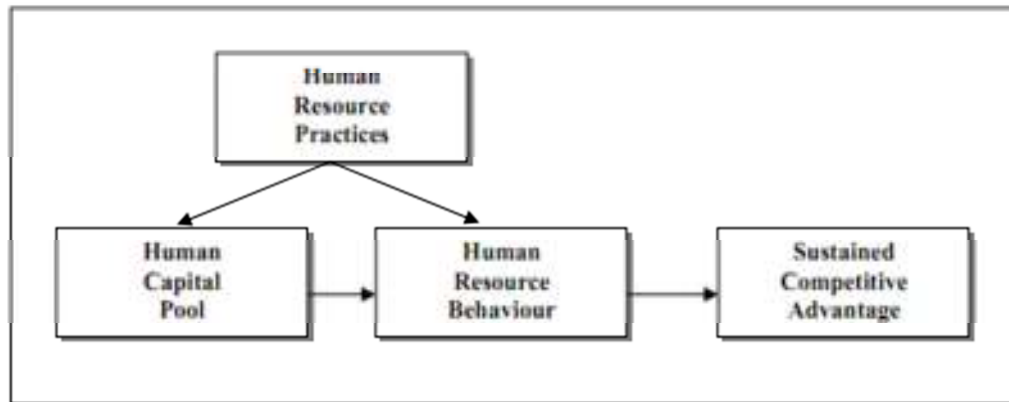 Human
Resource
Practices
Human
Capital
Pool
Human
Resource
Behaviour
Sustained
Competitive
Advantage